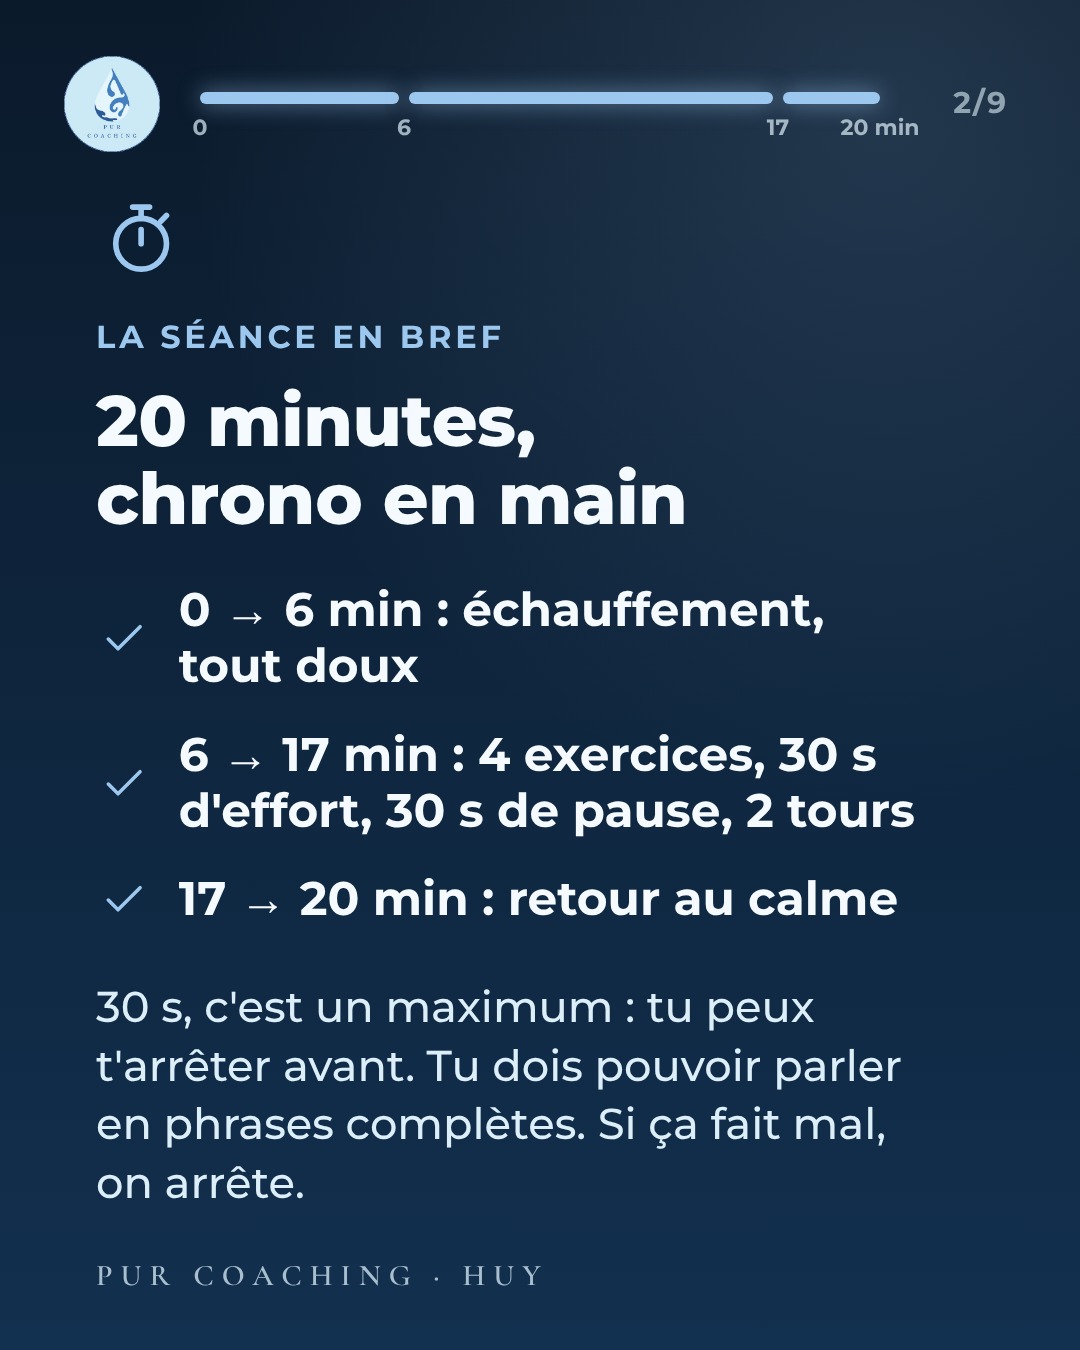 PUR
COACHING
0
6
17
20 min
2/9
LA SÉANCE EN BREF
20 minutes,
chrono en main
0 → 6 min : échauffement,
tout doux
6 → 17 min : 4 exercices, 30 s
d'effort, 30 s de pause, 2 tours
17 → 20 min : retour au calme
30 s, c'est un maximum : tu peux
t'arrêter avant. Tu dois pouvoir parler
en phrases complètes. Si ça fait mal,
on arrête.
PUR COACHING · HUY